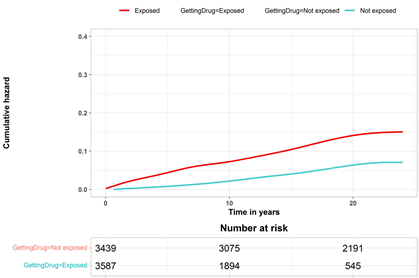 Exposed GettingDrug=Exposed GettingDrug=Not exposed Not exposed
Cumulative hazard
0.4
0.3
0.2
0.1
0.0
0 10 20
Time in years
Number at risk
GettingDrug=Not exposed 3439 3075 2191
GettingDrug=Exposed 3587 1894 545